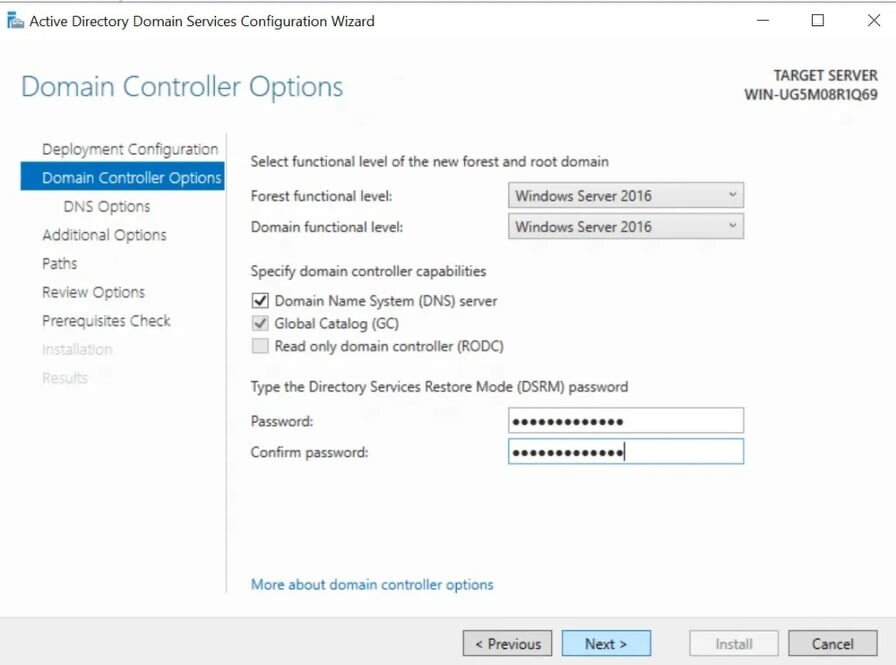 Active Directory Domain Services Configuration Wizard
Domain Controller Options
TARGET SERVER
WIN-UG5M08R1Q69
Deployment Configuration
Domain Controller Options
DNS Options
Additional Options
Paths
Review Options
Prerequisites Check
Installation
Results
Select functional level of the new forest and root domain
Forest functional level: Windows Server 2016
Domain functional level: Windows Server 2016
Specify domain controller capabilities
Domain Name System (DNS) server
Global Catalog (GC)
Read only domain controller (RODC)
Type the Directory Services Restore Mode (DSRM) password
Password: •••••••••••••
Confirm password: •••••••••••••
More about domain controller options
< Previous Next > Install Cancel